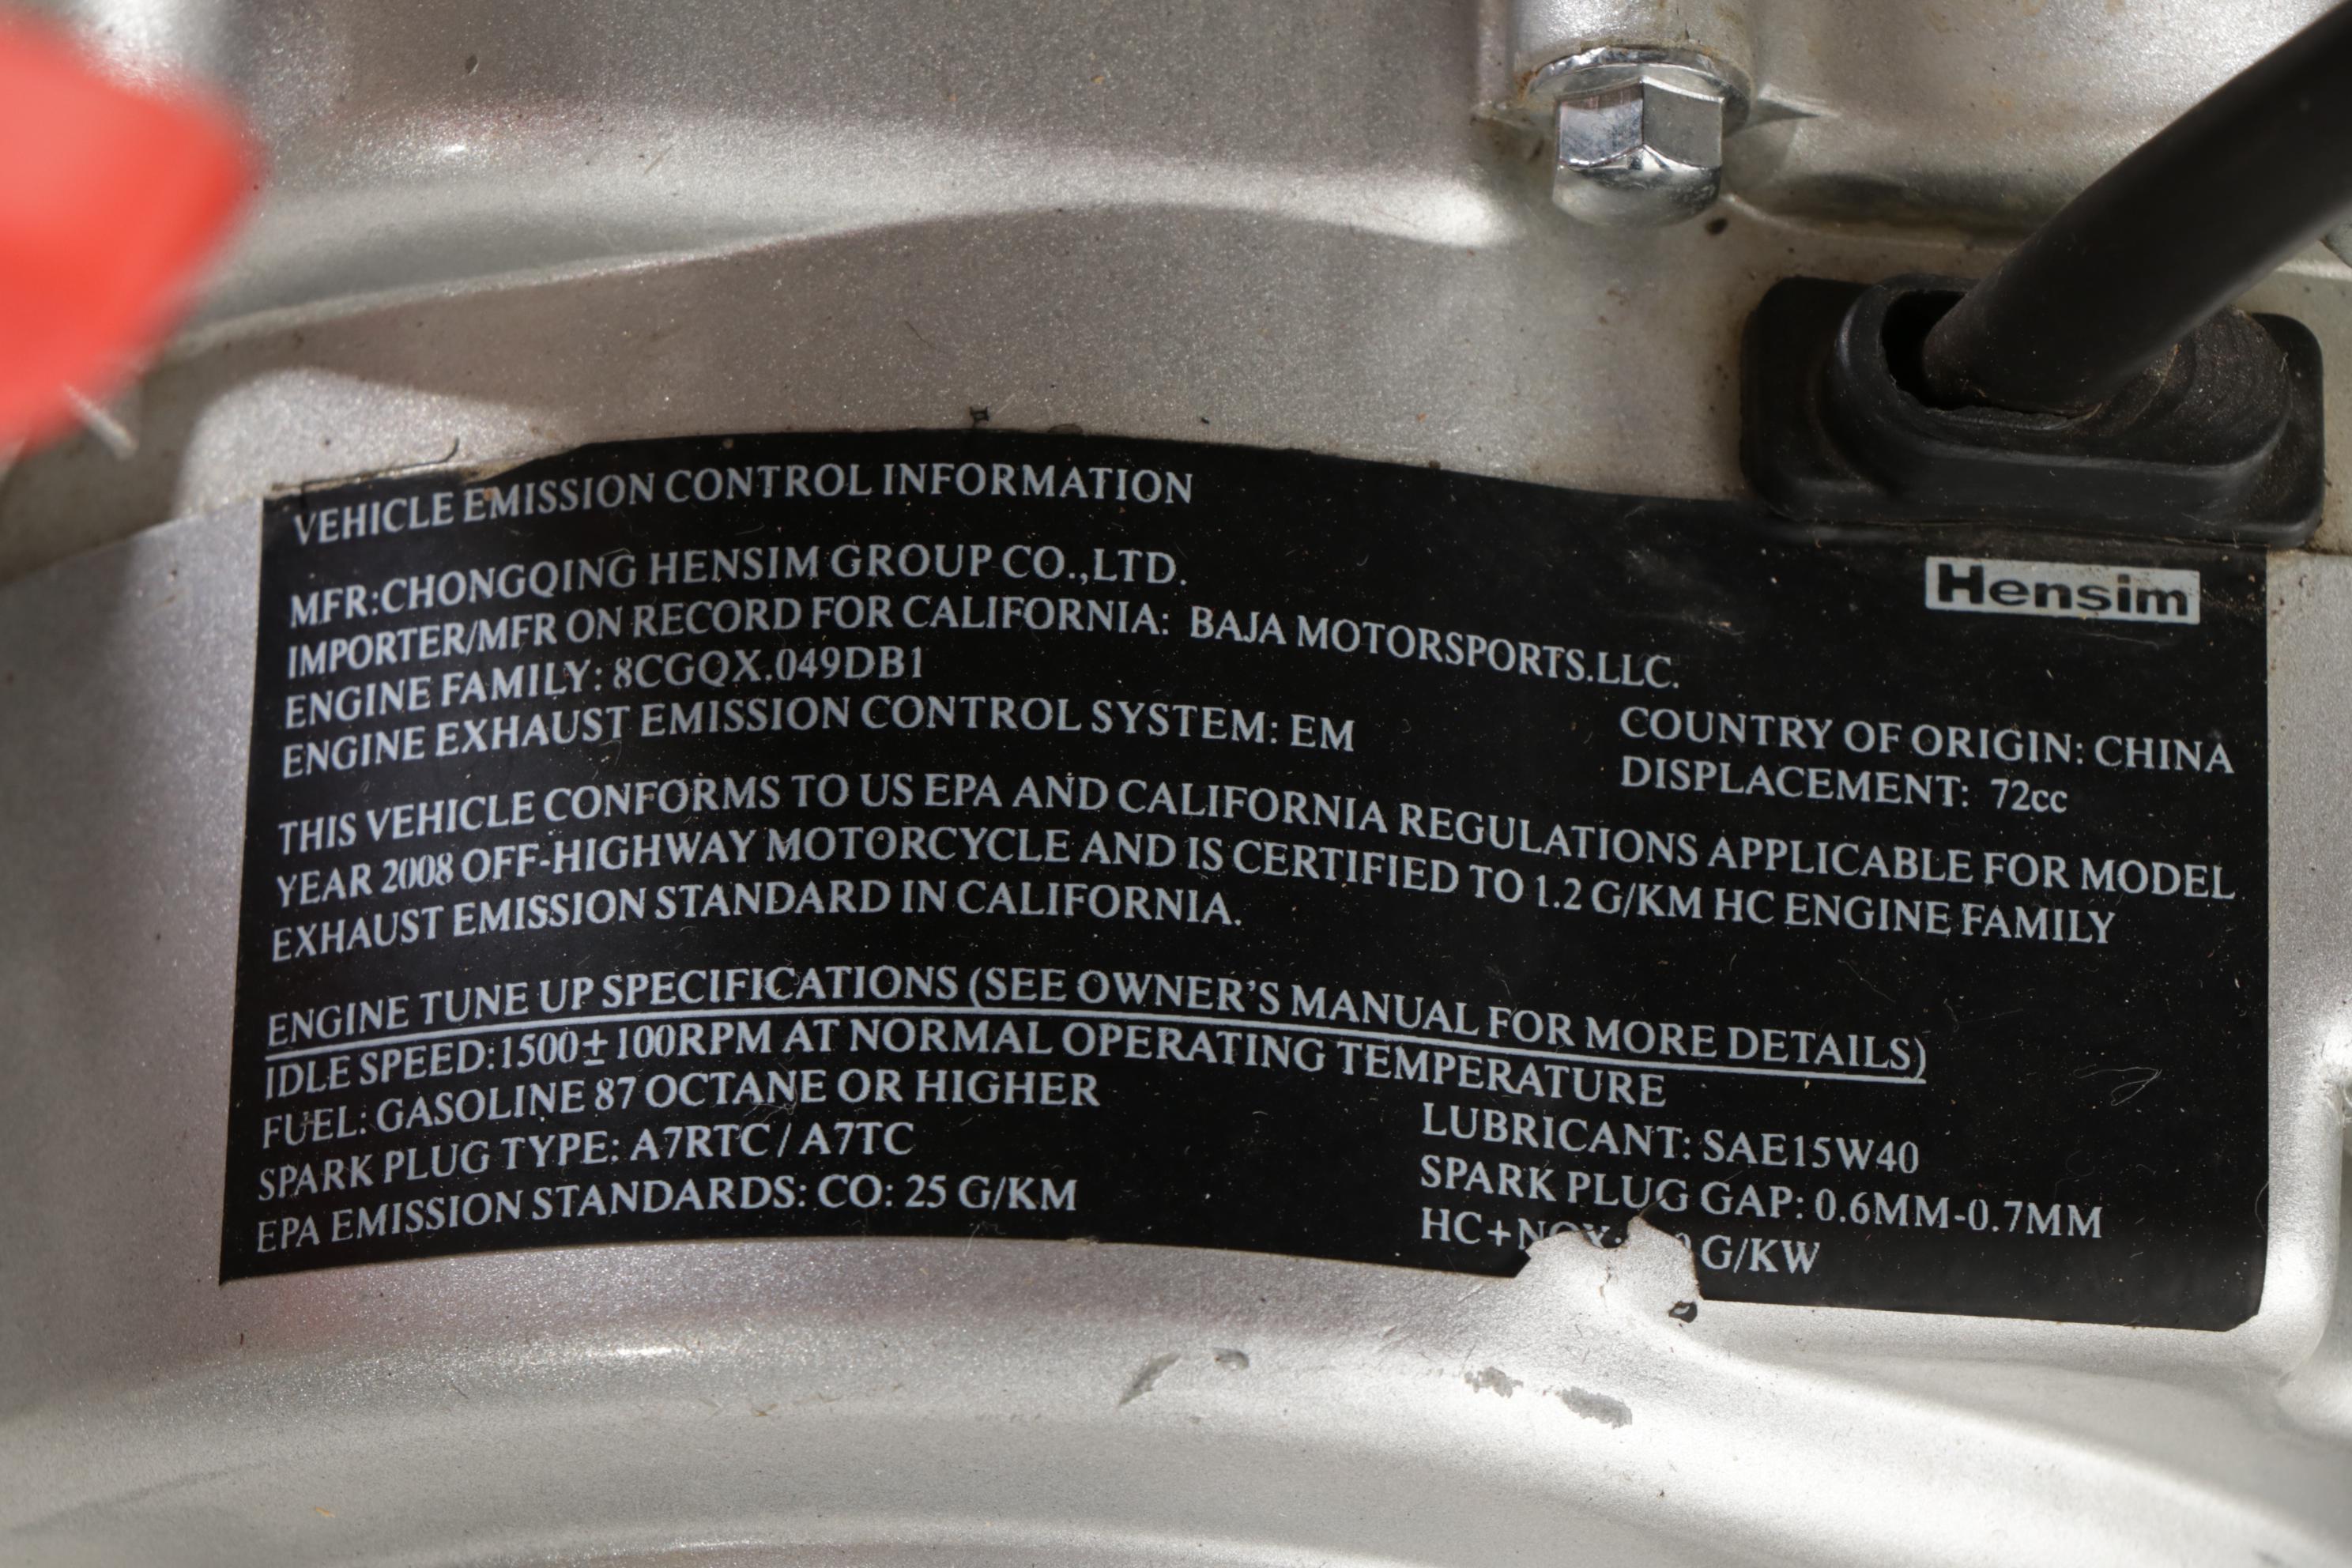 VEHICLE EMISSION CONTROL INFORMATION
Hensim
MFR:CHONGQING HENSIM GROUP CO.,LTD.
IMPORTER/MFR ON RECORD FOR CALIFORNIA: BAJA MOTORSPORTS.LLC.
ENGINE FAMILY: 8CGQX.049DB1
ENGINE EXHAUST EMISSION CONTROL SYSTEM: EM
COUNTRY OF ORIGIN: CHINA
DISPLACEMENT: 72cc
THIS VEHICLE CONFORMS TO US EPA AND CALIFORNIA REGULATIONS APPLICABLE FOR MODEL
YEAR 2008 OFF-HIGHWAY MOTORCYCLE AND IS CERTIFIED TO 1.2 G/KM HC ENGINE FAMILY
EXHAUST EMISSION STANDARD IN CALIFORNIA.
ENGINE TUNE UP SPECIFICATIONS (SEE OWNER'S MANUAL FOR MORE DETAILS)
IDLE SPEED:1500±100RPM AT NORMAL OPERATING TEMPERATURE
FUEL: GASOLINE 87 OCTANE OR HIGHER
LUBRICANT: SAE15W40
SPARK PLUG TYPE: A7RTC / A7TC
SPARK PLUG GAP: 0.6MM-0.7MM
EPA EMISSION STANDARDS: CO: 25 G/KM
HC+NOX: G/KW